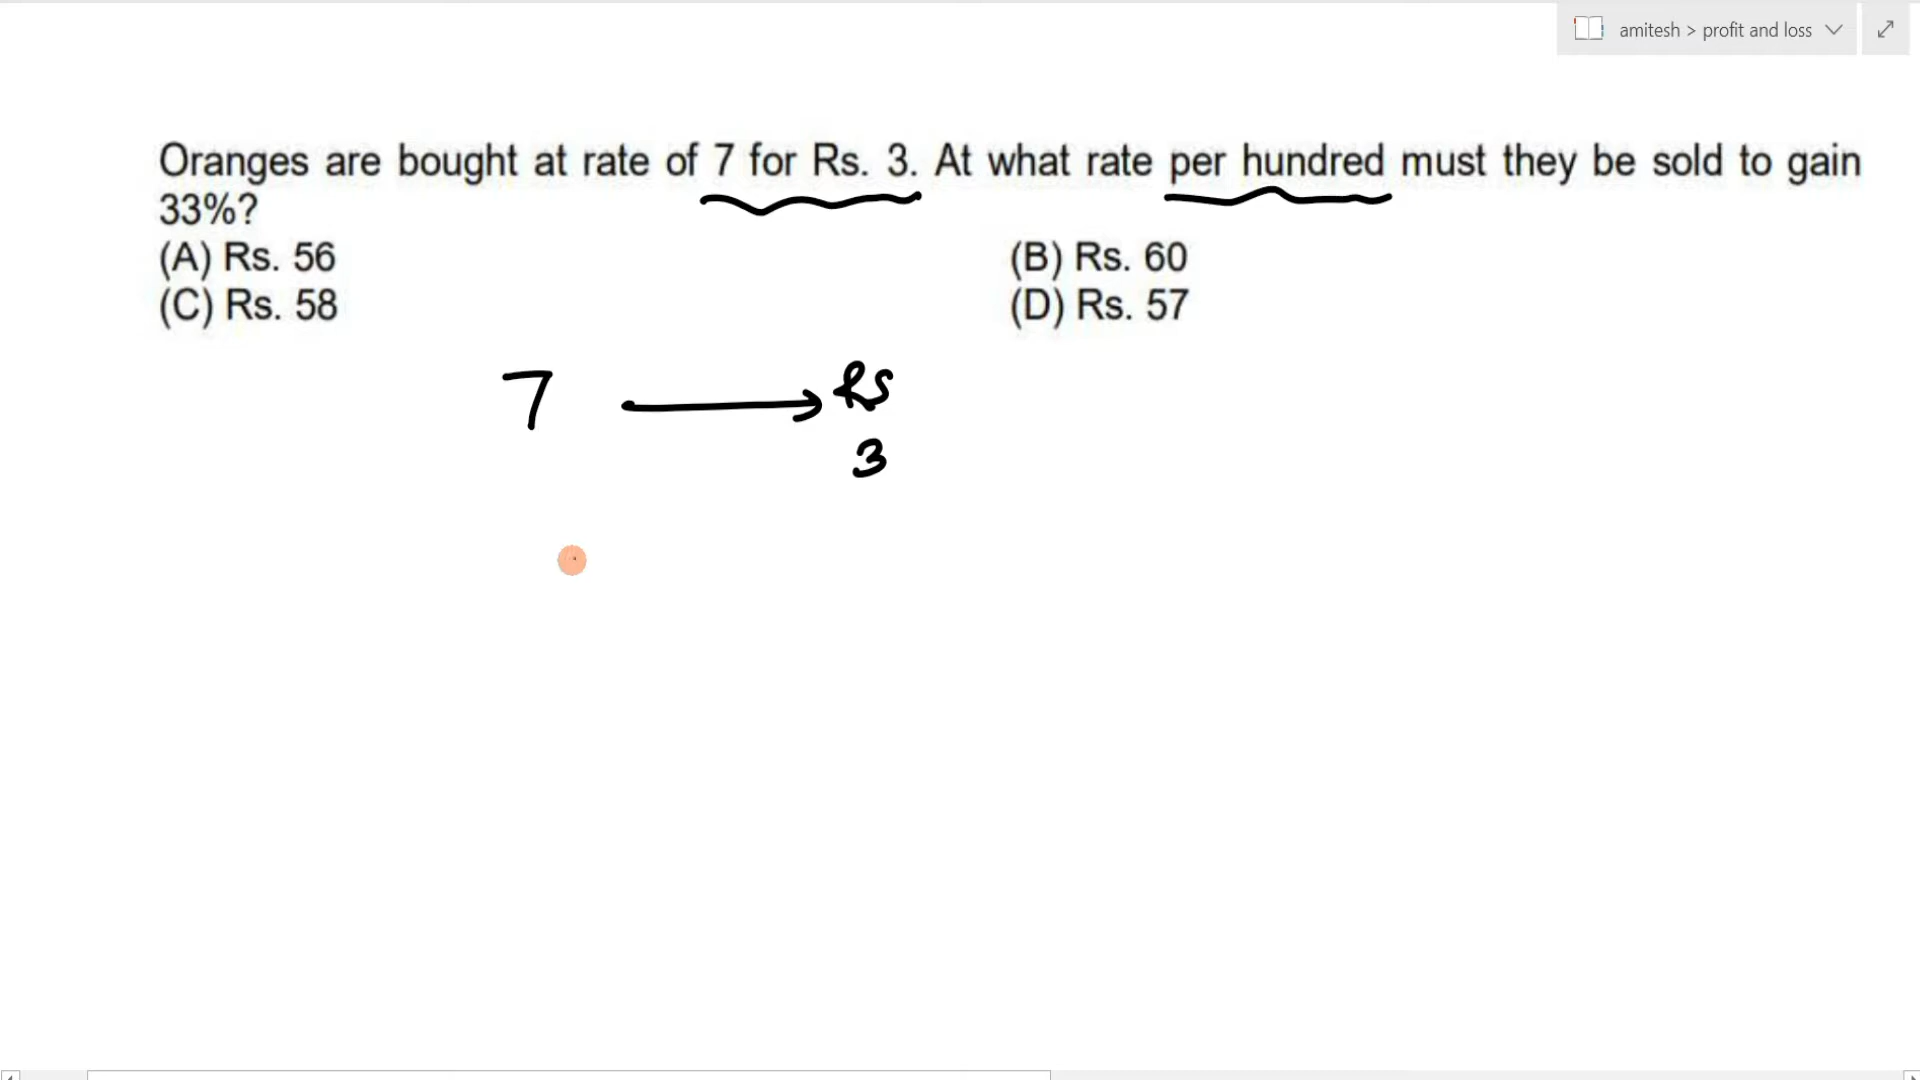 amitesh > profit and loss
Oranges are bought at rate of 7 for Rs. 3. At what rate per hundred must they be sold to gain
33%?
(A) Rs. 56 (B) Rs. 60
(C) Rs. 58 (D) Rs. 57
7 → Rs
3